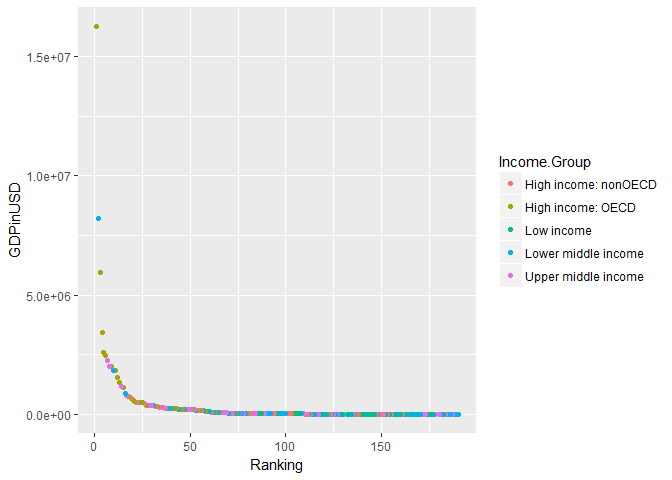 1.5e+07
1.0e+07
5.0e+06
0.0e+00
GDPinUSD
0 50 100 150
Ranking
Income.Group
High income: nonOECD
High income: OECD
Low income
Lower middle income
Upper middle income